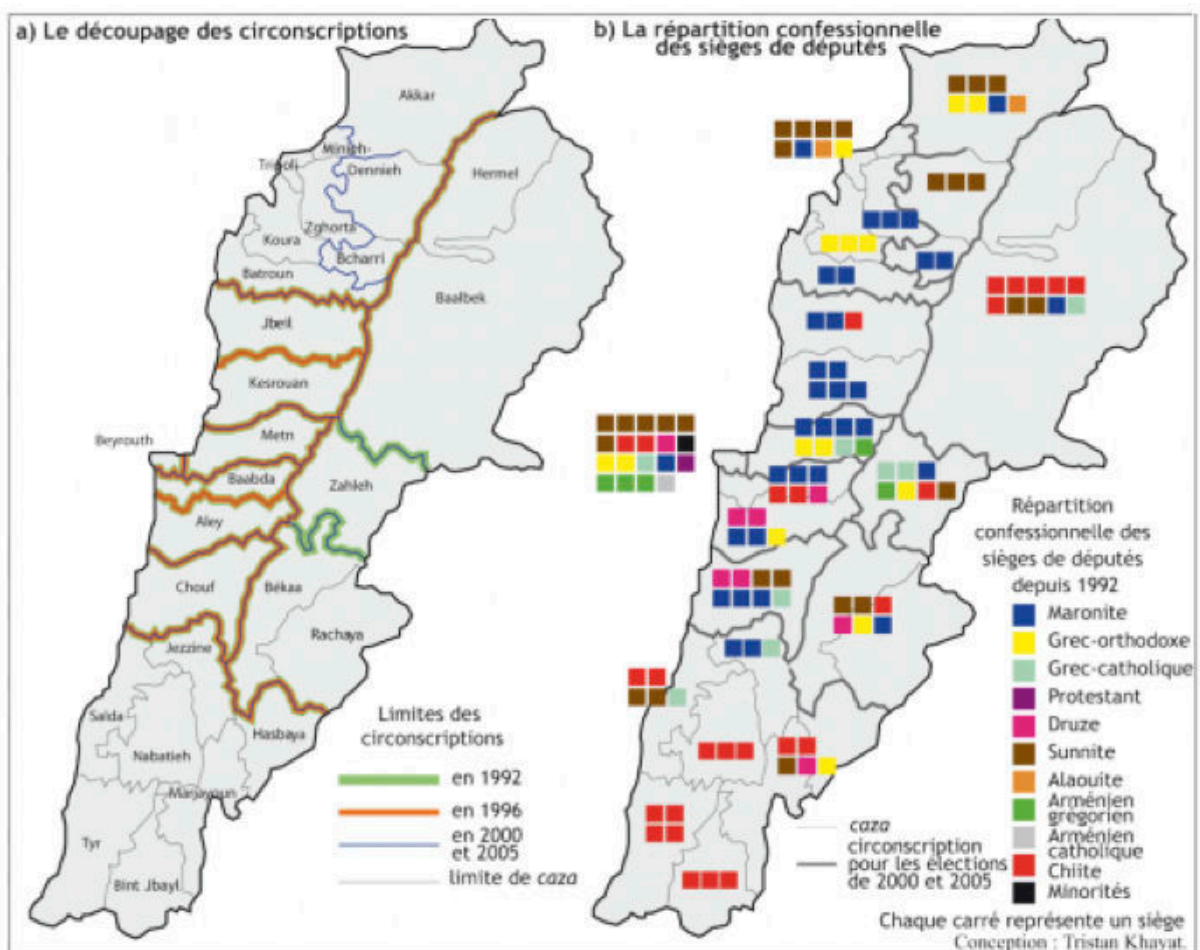 a) Le découpage des circonscriptions
Akkar
Minieh-
Dennieh
Tripoli
Hermel
Zghorta
Koura
Bcharri
Batroun
Baalbek
Jbeil
Kesrouan
Metn
Beyrouth
Baabda
Zahleh
Aley
Chouf
Békaa
Rachaya
Jezzine
Saïda
Hasbaya
Nabatieh
Marjayoun
Tyr
Bint Jbayl
Limites des
circonscriptions
en 1992
en 1996
en 2000
et 2005
limite de caza
b) La répartition confessionnelle
des sièges de députés
Répartition
confessionnelle des
sièges de députés
depuis 1992
Maronite
Grec-orthodoxe
Grec-catholique
Protestant
Druze
Sunnite
Alaouite
Arménien
grégorien
Arménien
catholique
Chiite
Minorités
caza
circonscription
pour les élections
de 2000 et 2005
Chaque carré représente un siège
Conception : Tristan Khayat